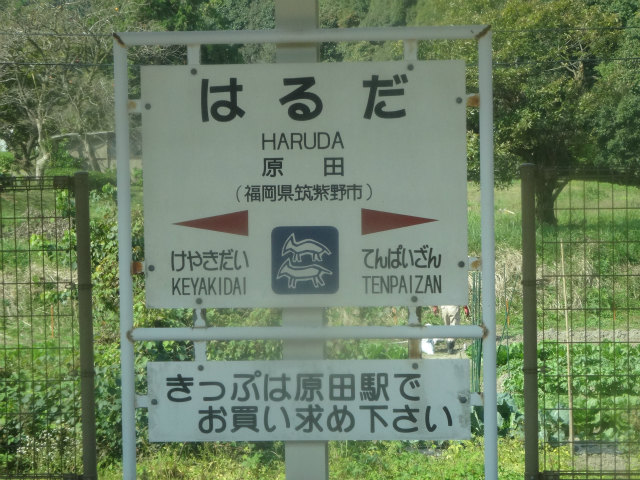 はるだ
HARUDA
原田
(福岡県筑紫野市)
けやきだい てんぱいざん
KEYAKIDAI TENPAIZAN
きっぷは原田駅で
お買い求め下さい